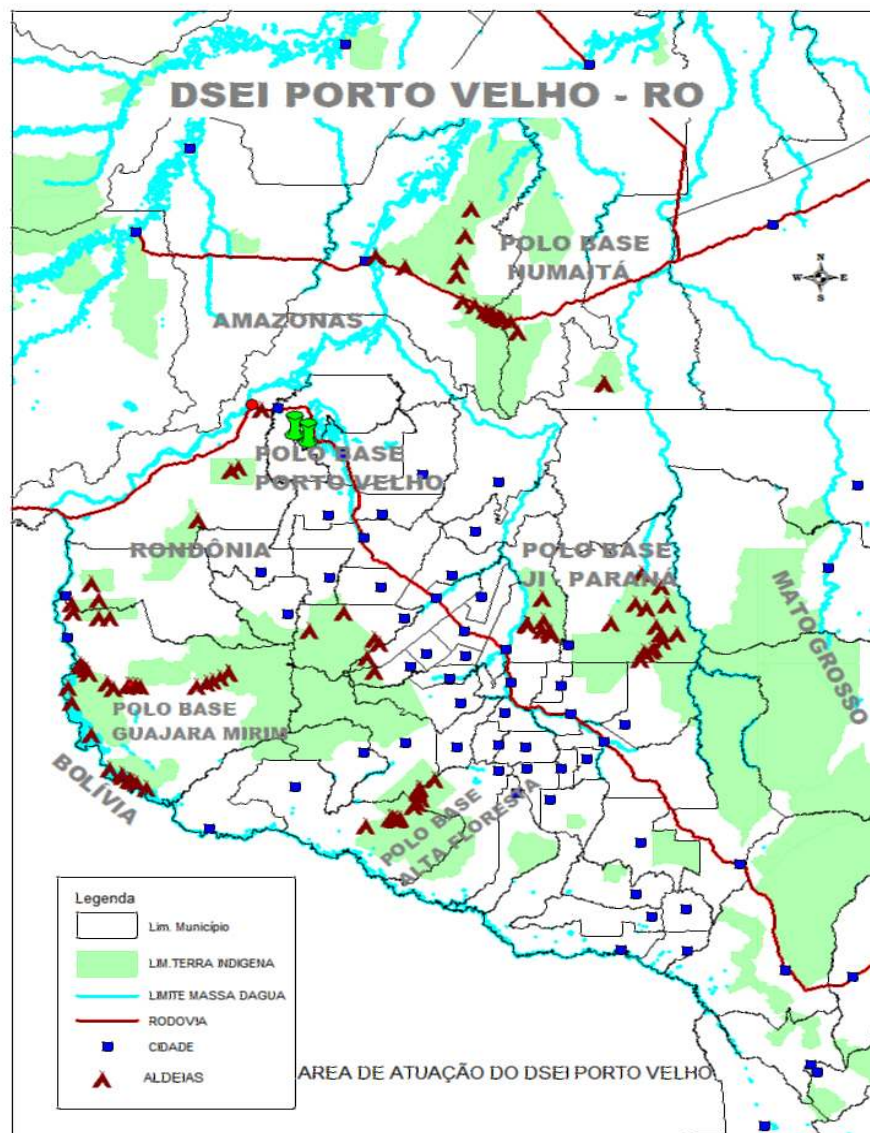 DSEI PORTO VELHO - RO
POLO BASE
HUMAITÁ
N
W E
S
AMAZONAS
POLO BASE
PORTO VELHO
RONDÔNIA
POLO BASE
JI - PARANÁ
MATO GROSSO
POLO BASE
GUAJARA MIRIM
BOLÍVIA
POLO BASE
ALTA FLORESTA
Legenda
Lim. Município
LIM.TERRA INDIGENA
LIMITE MASSA DAGUA
RODOVIA
CIDADE
ALDEIAS
AREA DE ATUAÇÃO DO DSEI PORTO VELHO